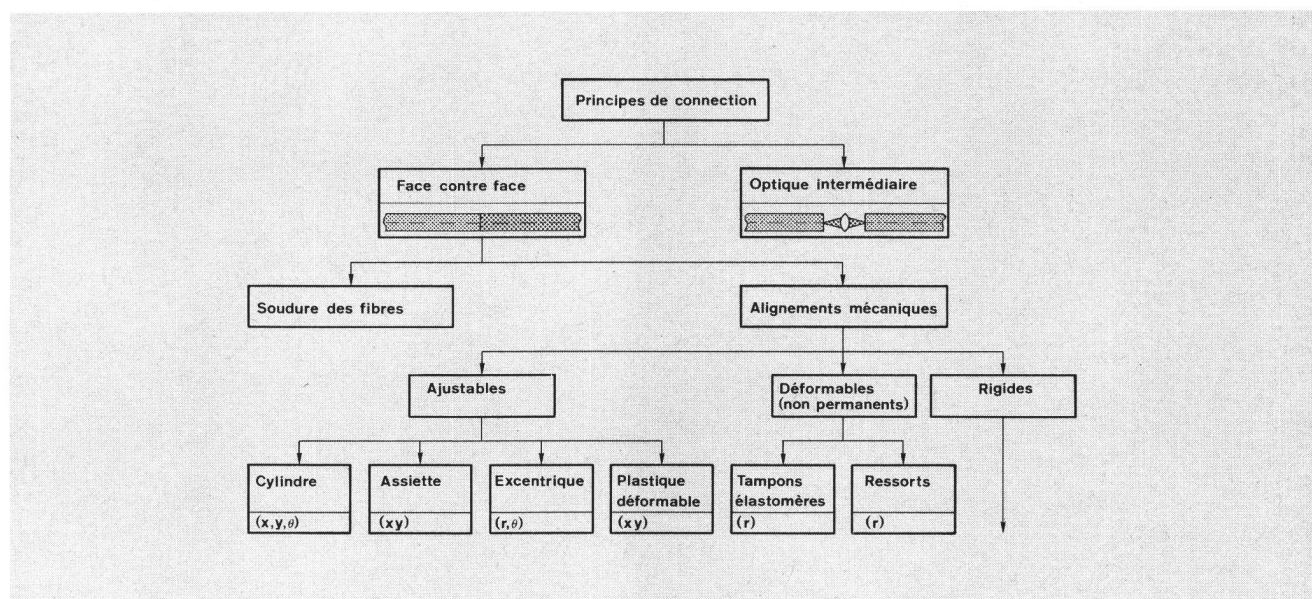 Principes de connection
Face contre face
Optique intermédiaire
Soudure des fibres
Alignements mécaniques
Ajustables
Déformables
(non permanents)
Rigides
Cylindre
(x,y,θ)
Assiette
(xy)
Excentrique
(r,θ)
Plastique
déformable
(xy)
Tampons
élastomères
(r)
Ressorts
(r)